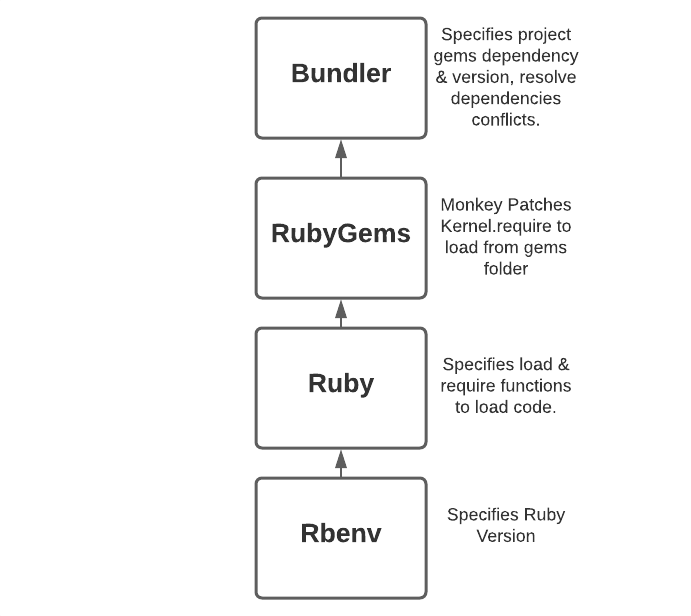 Bundler
Specifies project
gems dependency
& version, resolve
dependencies
conflicts.
RubyGems
Monkey Patches
Kernel.require to
load from gems
folder
Ruby
Specifies load &
require functions
to load code.
Rbenv
Specifies Ruby
Version